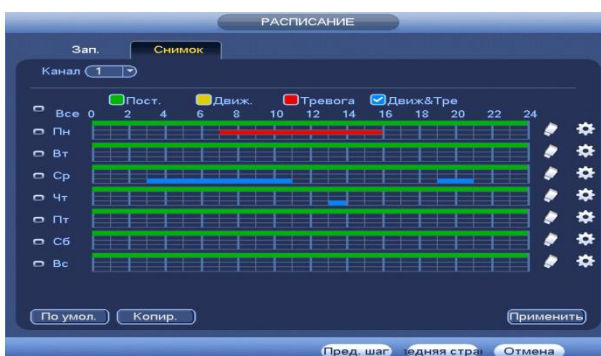 РАСПИСАНИЕ
Зап. Снимок
Канал 1
Пост. Движ. Тревога Движ&Тре
Все 0 2 4 6 8 10 12 14 16 18 20 22 24
Пн
Вт
Ср
Чт
Пт
Сб
Вс
По умол. Копир. Применить
Пред. шаг едняя стра Отмена